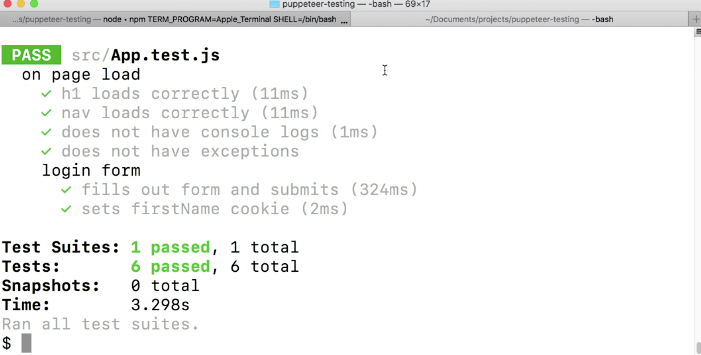 puppeteer-testing — -bash — 69×17
...s/puppeteer-testing — node ‹ npm TERM_PROGRAM=Apple_Terminal SHELL=/bin/bash ...
~/Documents/projects/puppeteer-testing — -bash
+
PASS src/App.test.js
on page load
✓ h1 loads correctly (11ms)
✓ nav loads correctly (11ms)
✓ does not have console logs (1ms)
✓ does not have exceptions
login form
✓ fills out form and submits (324ms)
✓ sets firstName cookie (2ms)
Test Suites: 1 passed, 1 total
Tests: 6 passed, 6 total
Snapshots: 0 total
Time: 3.298s
Ran all test suites.
$